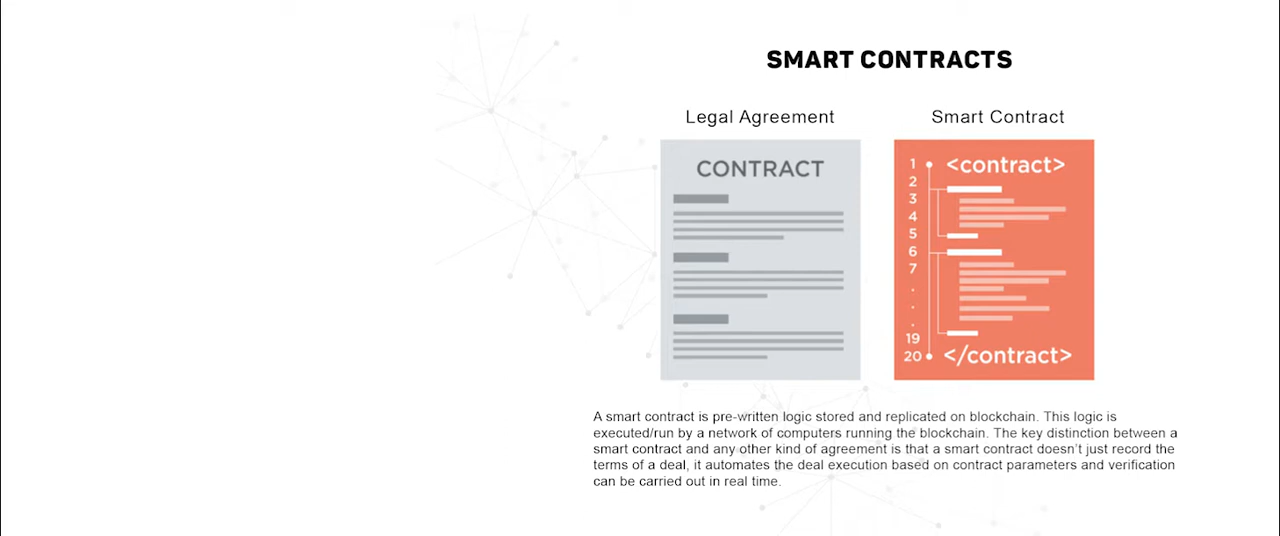 SMART CONTRACTS
Legal Agreement
Smart Contract
CONTRACT
1
<contract>
2
3
4
5
6
7
.
.
.
19
20
</contract>
A smart contract is pre-written logic stored and replicated on blockchain. This logic is
executed/run by a network of computers running the blockchain. The key distinction between a
smart contract and any other kind of agreement is that a smart contract doesn't just record the
terms of a deal, it automates the deal execution based on contract parameters and verification
can be carried out in real time.